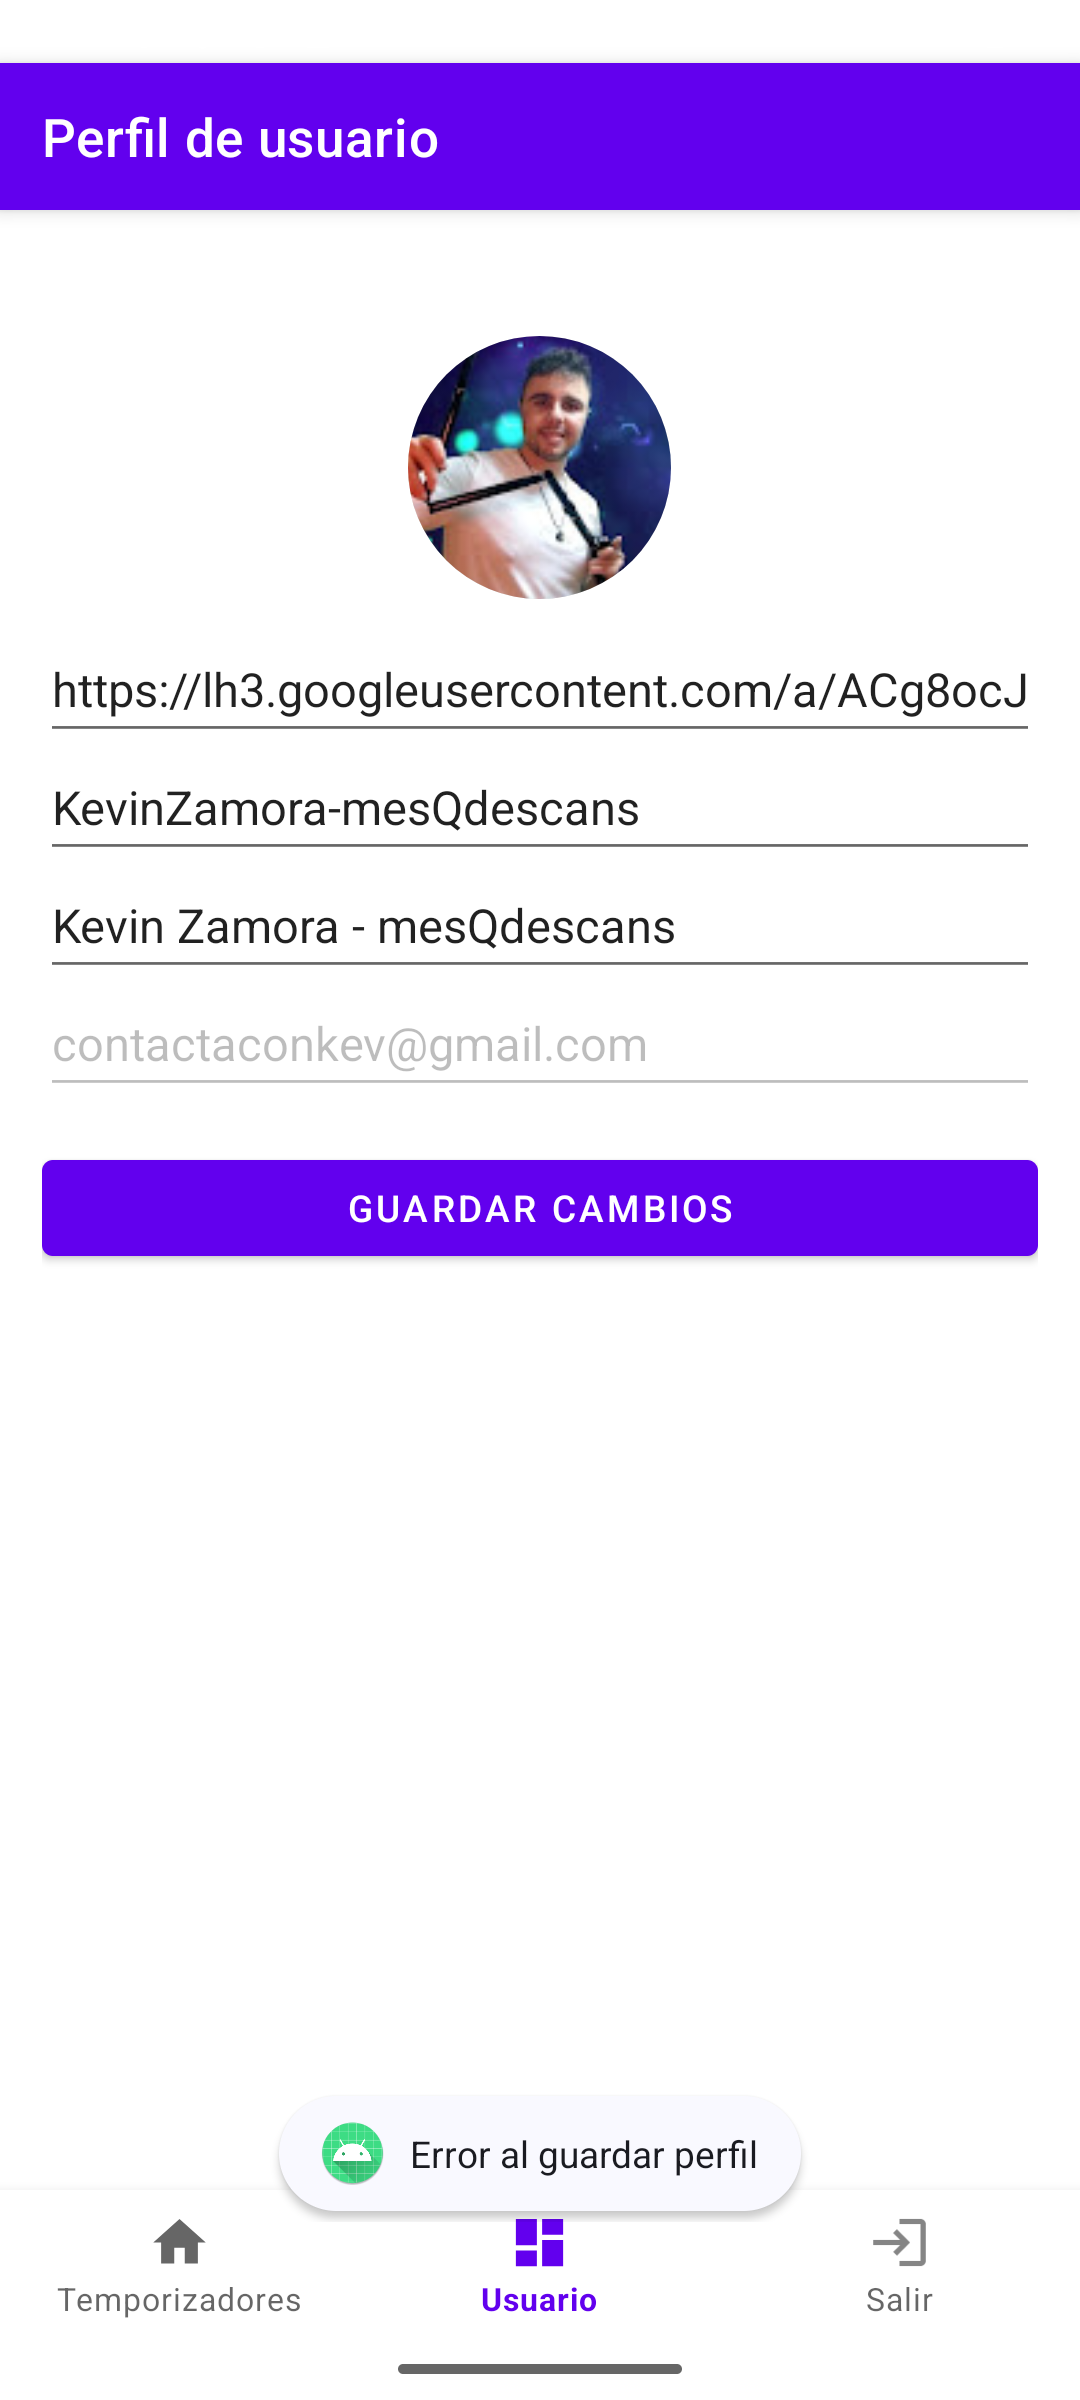 Perfil de usuario
https://lh3.googleusercontent.com/a/ACg8ocJ
KevinZamora-mesQdescans
Kevin Zamora - mesQdescans
contactaconkev@gmail.com
GUARDAR CAMBIOS
Error al guardar perfil
Temporizadores
Usuario
Salir